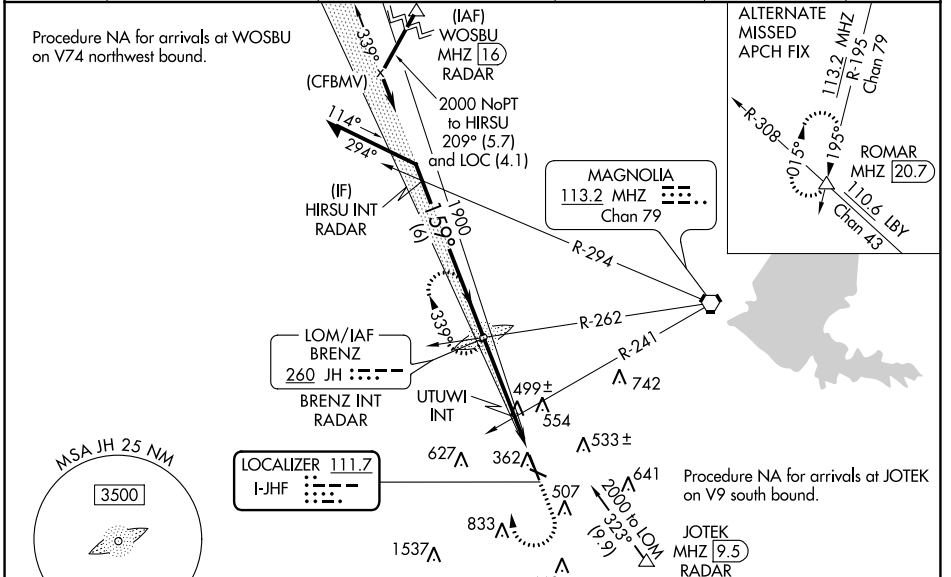 Procedure NA for arrivals at WOSBU
on V74 northwest bound.
339°
(CFBMV)
(IAF)
WOSBU
MHZ 16
RADAR
2000 NoPT
to HIRSU
209° (5.7)
and LOC (4.1)
114°
294°
(IF)
HIRSU INT
RADAR
159°
(6)
1900
MAGNOLIA
113.2 MHZ
Chan 79
R-294
R-262
R-241
339°
LOM/IAF
BRENZ
260 JH
BRENZ INT
RADAR
UTUWI
INT
499±
554
742
533±
627
362
641
507
833
1537
LOCALIZER 111.7
I-JHF
MSA JH 25 NM
3500
Procedure NA for arrivals at JOTEK
on V9 south bound.
2000 to LOM
323°
(9.9)
JOTEK
MHZ 9.5
RADAR
ALTERNATE
MISSED
APCH FIX
113.2 MHZ
R-195
Chan 79
R-308
015°
195°
ROMAR
MHZ 20.7
110.6 LBY
Chan 43